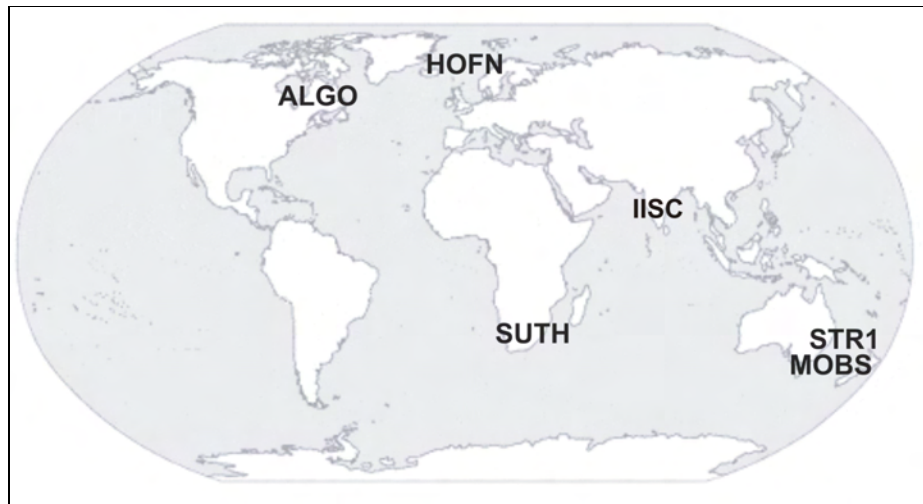 HOFN
ALGO
IISC
SUTH
STR1
MOBS